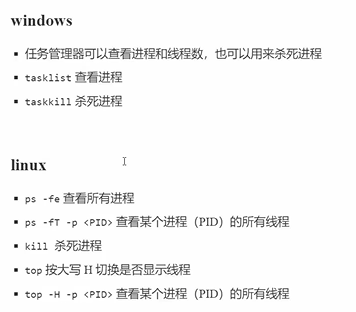 windows
任务管理器可以查看进程和线程数，也可以用来杀死进程
tasklist 查看进程
taskkill 杀死进程
linux
ps -fe 查看所有进程
ps -fT -p <PID> 查看某个进程（PID）的所有线程
kill 杀死进程
top 按大写 H 切换是否显示线程
top -H -p <PID> 查看某个进程（PID）的所有线程